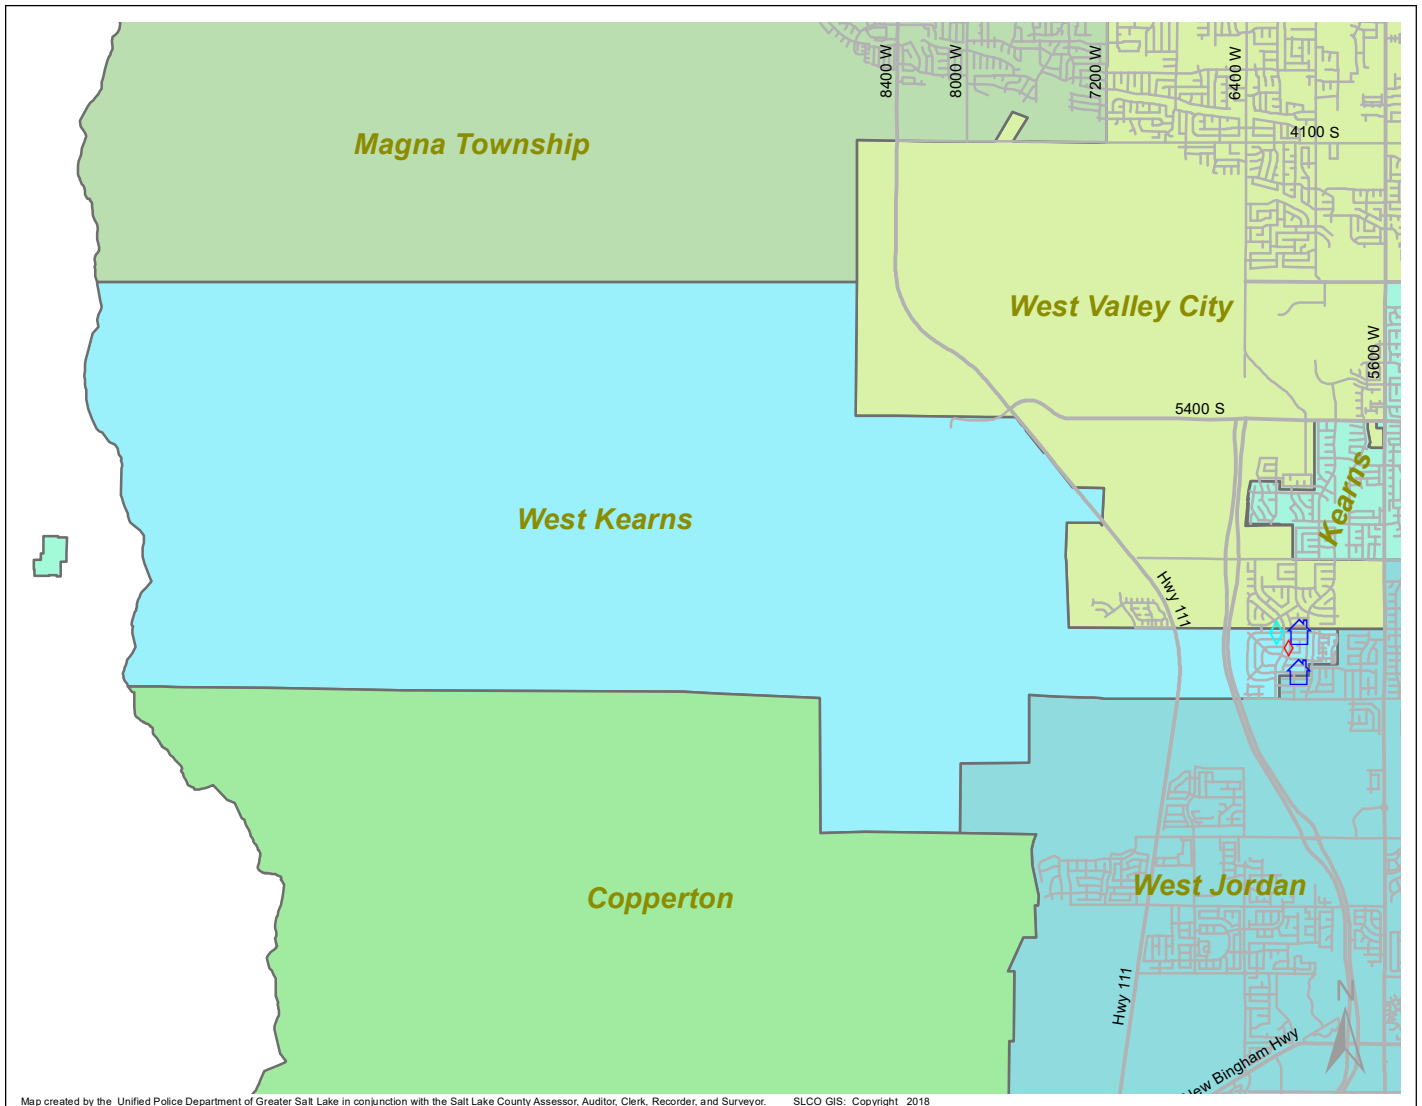 8400 W
8000 W
7200 W
6400 W
4100 S
Magna Township
West Valley City
5600 W
5400 S
Kearns
West Kearns
Hwy 111
West Jordan
Copperton
Hwy 111
N
New Bingham Hwy
Map created by the Unified Police Department of Greater Salt Lake in conjunction with the Salt Lake County Assessor, Auditor, Clerk, Recorder, and Surveyor. SLCO GIS: Copyright 2018